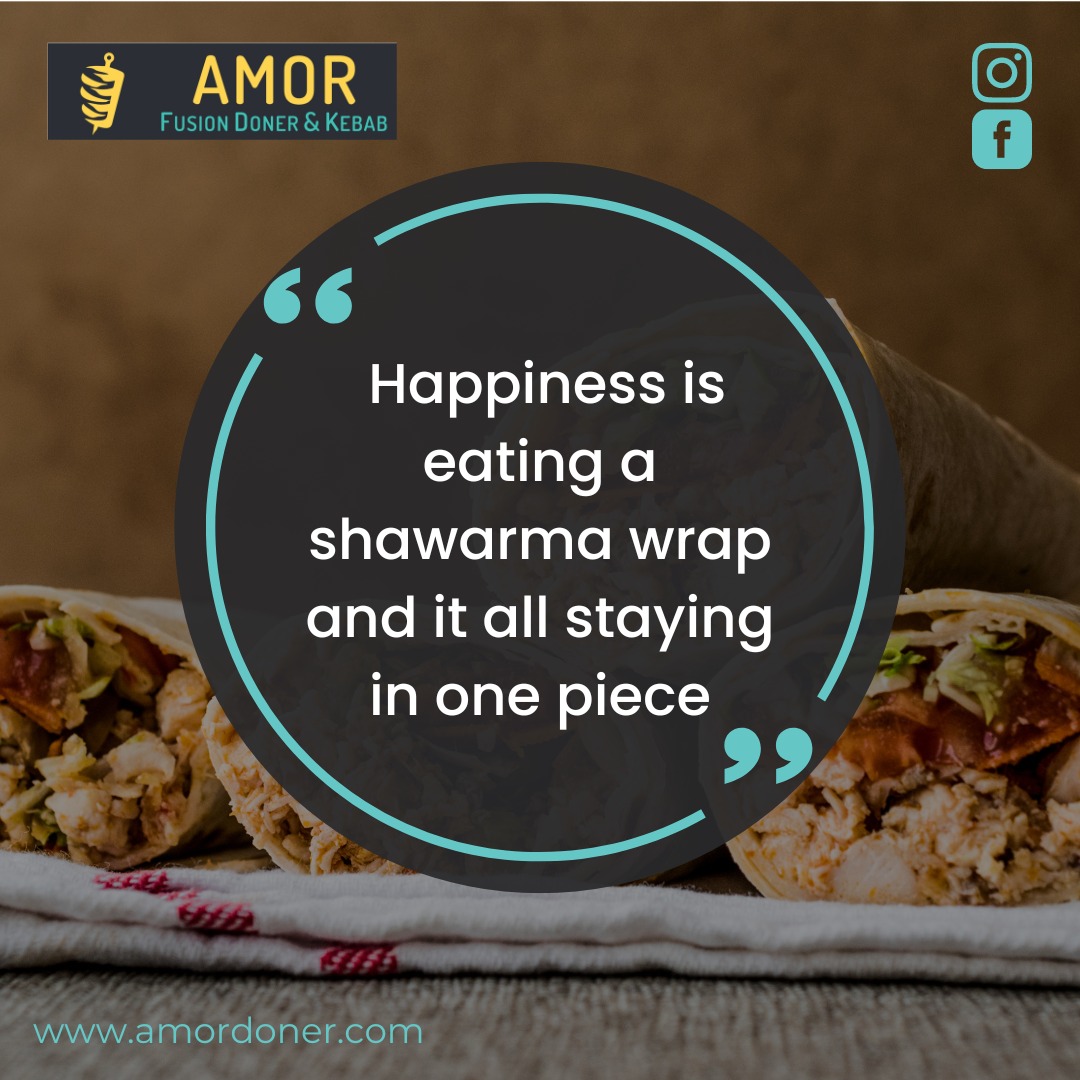 AMOR
FUSION DONER & KEBAB
“
Happiness is
eating a
shawarma wrap
and it all staying
in one piece
”
www.amordoner.com